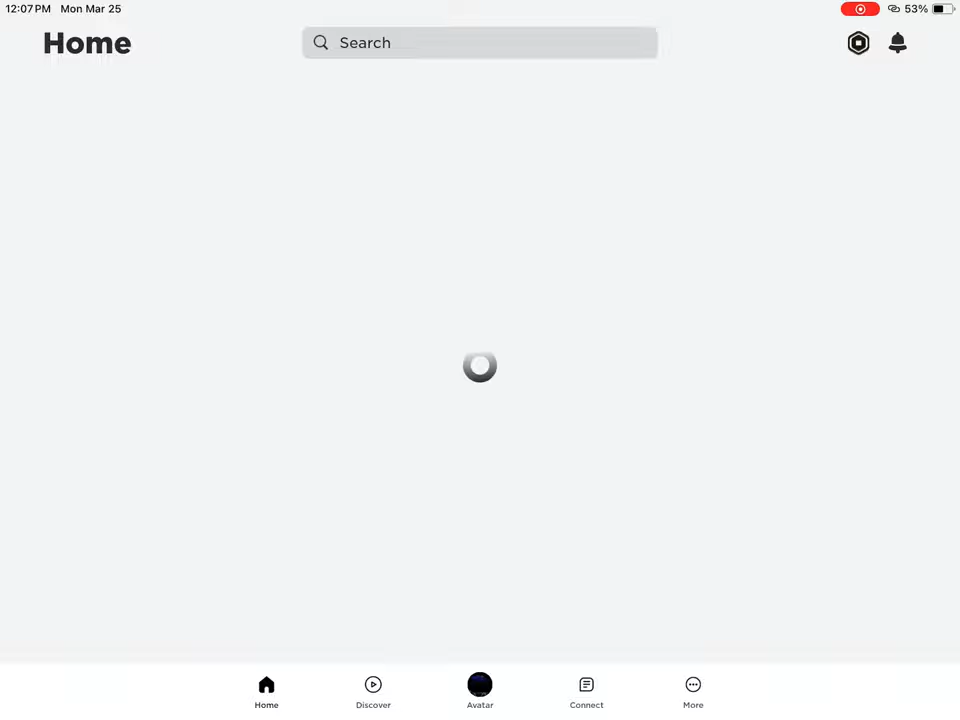 12:07 PM Mon Mar 25
53%
Home
Search
Home
Discover
Avatar
Connect
More